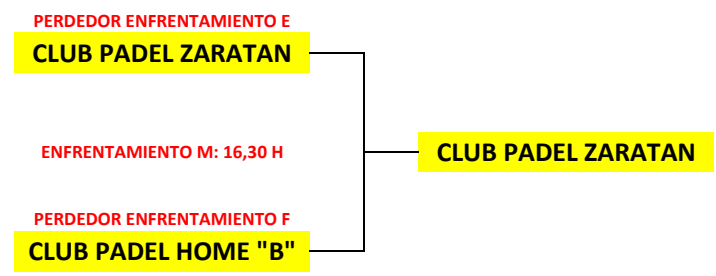 PERDEDOR ENFRENTAMIENTO E
CLUB PADEL ZARATAN
ENFRENTAMIENTO M: 16,30 H
CLUB PADEL ZARATAN
PERDEDOR ENFRENTAMIENTO F
CLUB PADEL HOME "B"